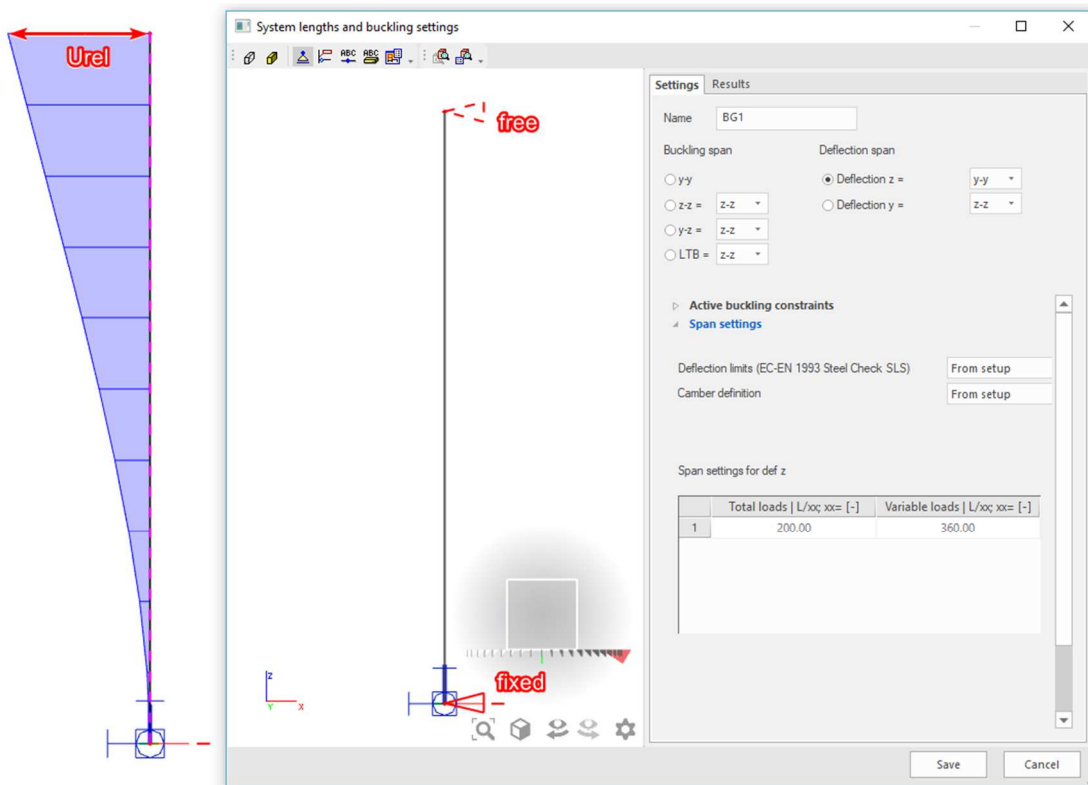 Urel
System lengths and buckling settings
ABC
ABC
free
fixed
z
Y
X
Settings
Results
Name
BG1
Buckling span
Deflection span
y-y
Deflection z =
y-y
z-z =
z-z
Deflection y =
z-z
y-z =
z-z
LTB =
z-z
Active buckling constraints
Span settings
Deflection limits (EC-EN 1993 Steel Check SLS)
From setup
Camber definition
From setup
Span settings for def z
Total loads | L/xx; xx= [-]
Variable loads | L/xx; xx= [-]
1
200.00
360.00
Save
Cancel